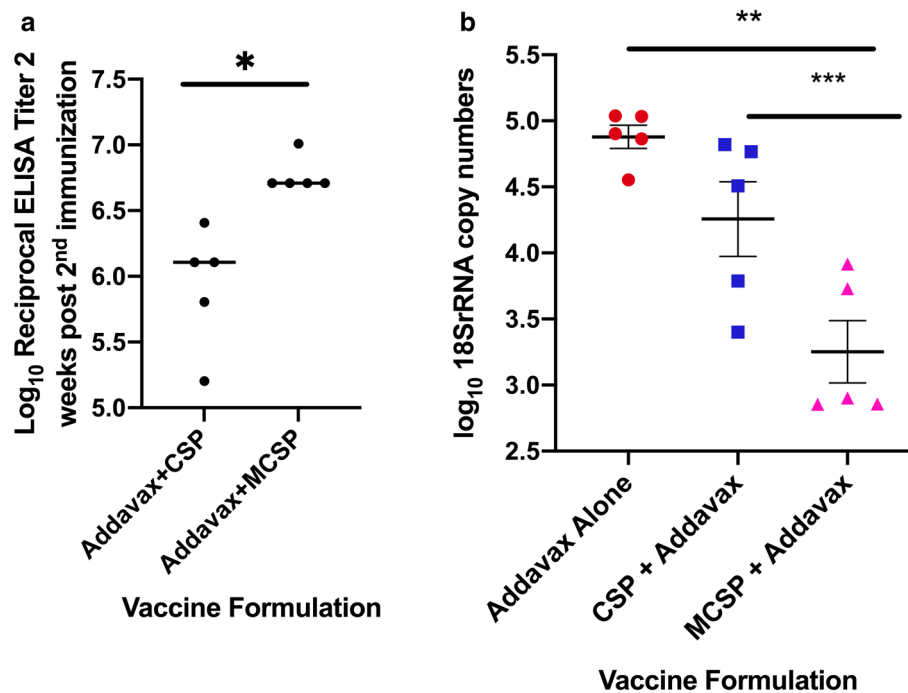 a
Log10 Reciprocal ELISA Titer 2
weeks post 2nd immunization
7.5
7.0
6.5
6.0
5.5
5.0
*
Addavax+CSP
Addavax+MCSP
Vaccine Formulation
b
log10 18SrRNA copy numbers
5.5
5.0
4.5
4.0
3.5
3.0
2.5
**
***
Addavax Alone
CSP + Addavax
MCSP + Addavax
Vaccine Formulation